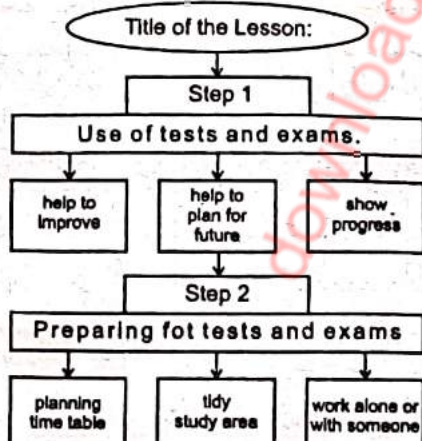 Title of the Lesson:
Step 1
Use of tests and exams.
help to
improve
help to
plan for
future
show
progress
Step 2
Preparing fot tests and exams
planning
time table
tidy
study area
work alone or
with someone
download